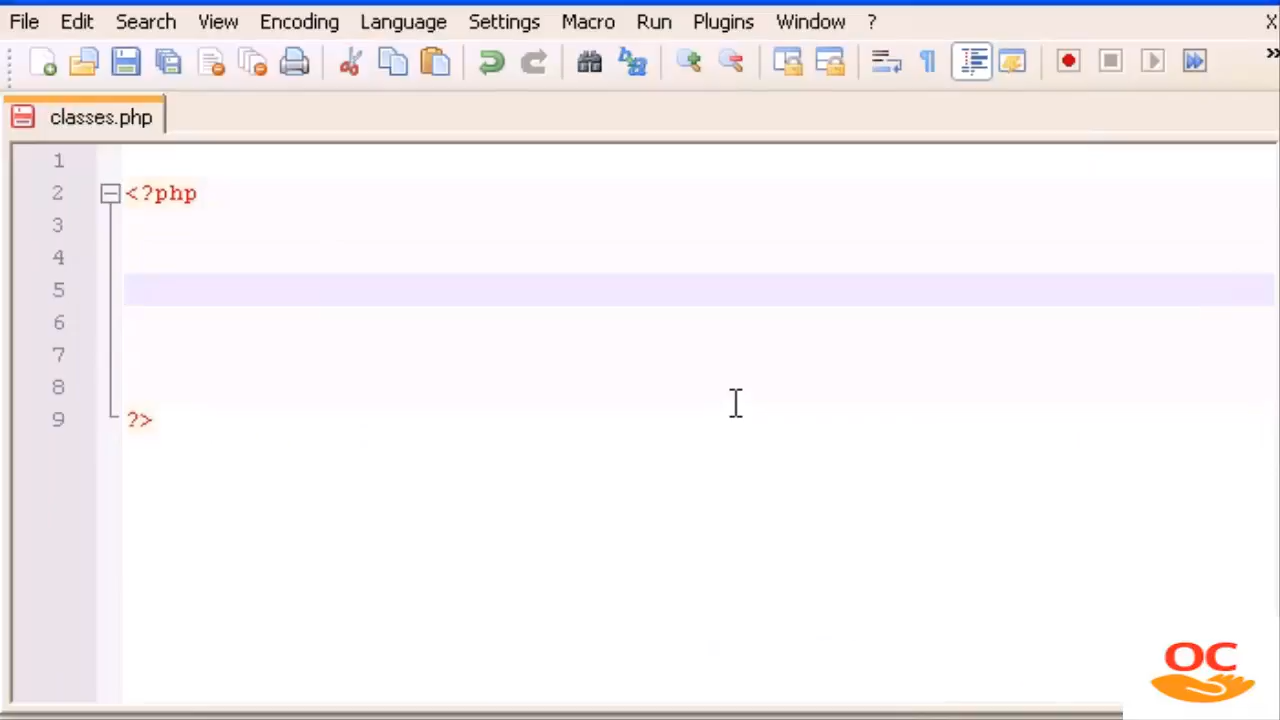 File Edit Search View Encoding Language Settings Macro Run Plugins Window ? X
»
classes.php
1
2 <?php
3
4
5
6
7
8
9 ?>
OC